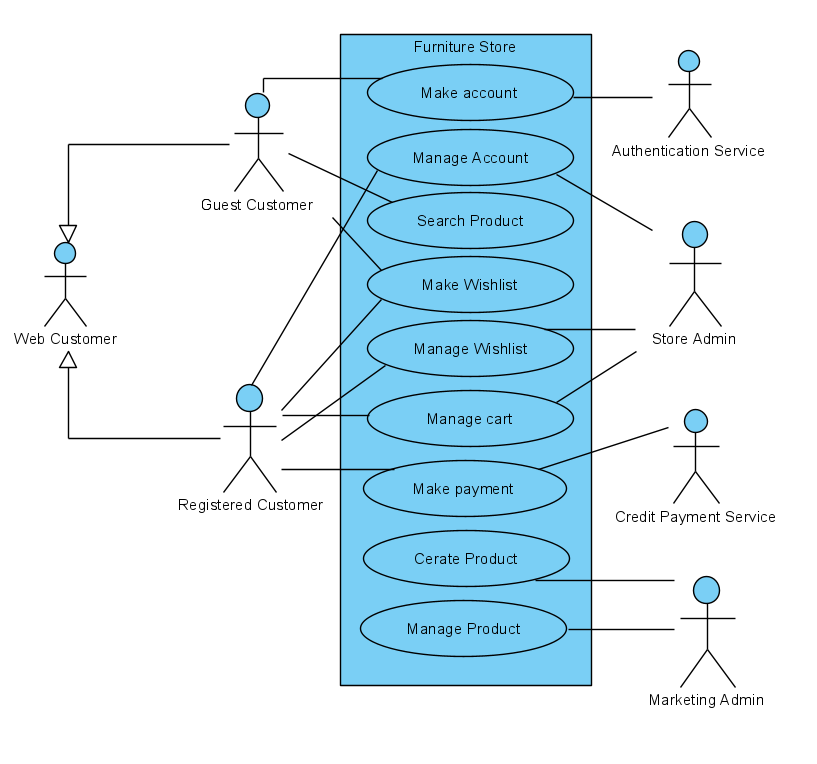 Furniture Store
Make account
Authentication Service
Manage Account
Guest Customer
Search Product
Make Wishlist
Web Customer
Store Admin
Manage Wishlist
Manage cart
Make payment
Registered Customer
Credit Payment Service
Cerate Product
Manage Product
Marketing Admin